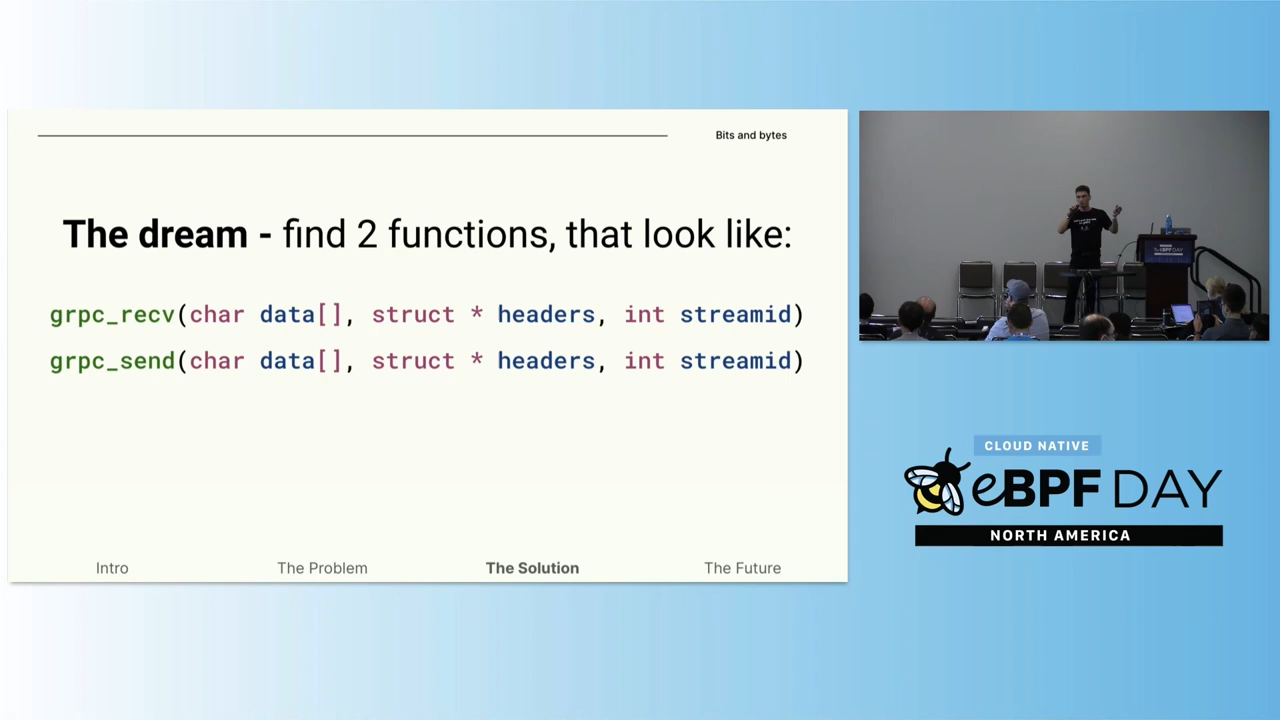 Bits and bytes
The dream - find 2 functions, that look like:
grpc_recv(char data[], struct * headers, int streamid)
grpc_send(char data[], struct * headers, int streamid)
Intro
The Problem
The Solution
The Future
CLOUD NATIVE
eBPF DAY
NORTH AMERICA